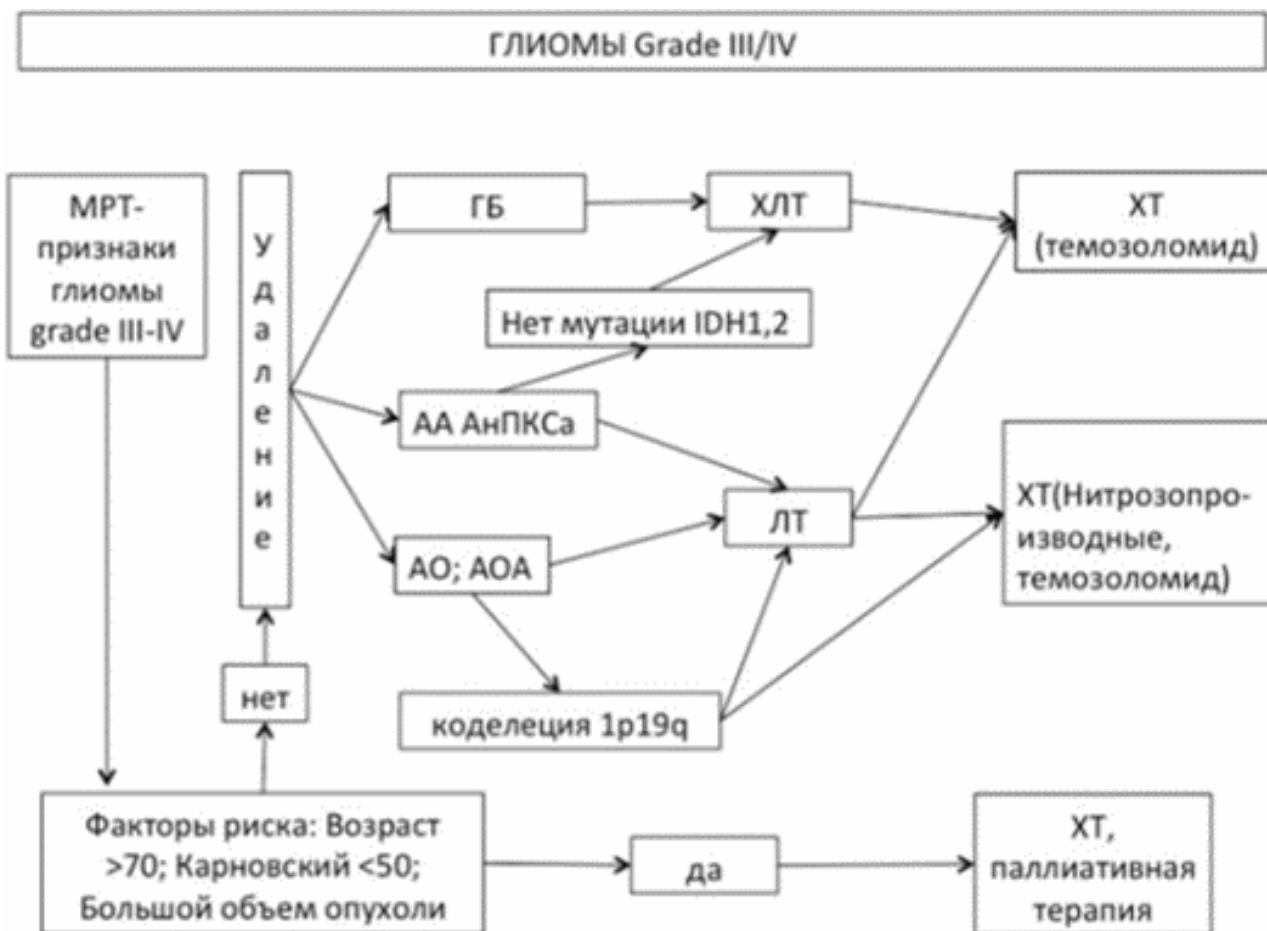 ГЛИОМЫ Grade III/IV
МРТ-
признаки
глиомы
grade III-IV
Удаление
ГБ
ХЛТ
ХТ
(темозоломид)
Нет мутации IDH1,2
АА АнПКСа
ЛТ
ХТ(Нитрозопро-
изводные,
темозоломид)
АО; АОА
нет
коделеция 1p19q
Факторы риска: Возраст
>70; Карновский <50;
Большой объем опухоли
да
ХТ,
паллиативная
терапия